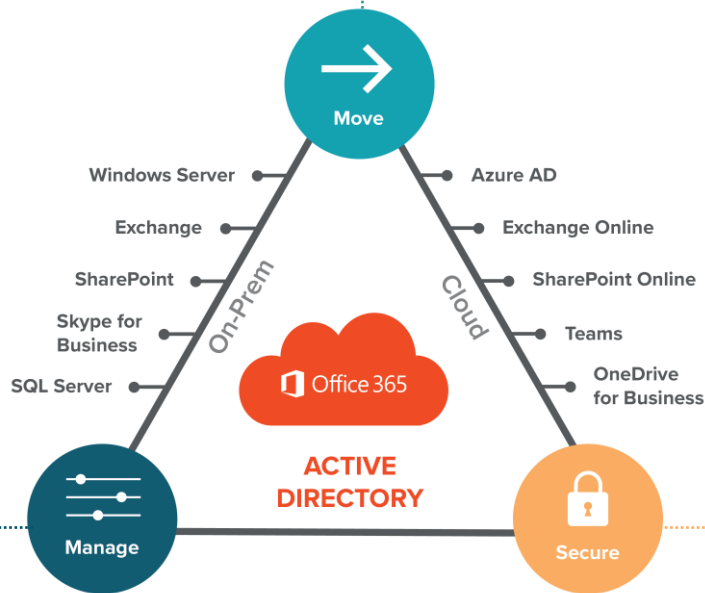 Move
Windows Server
Exchange
SharePoint
Skype for
Business
SQL Server
On-Prem
Azure AD
Exchange Online
SharePoint Online
Teams
OneDrive
for Business
Cloud
Office 365
ACTIVE
DIRECTORY
Manage
Secure